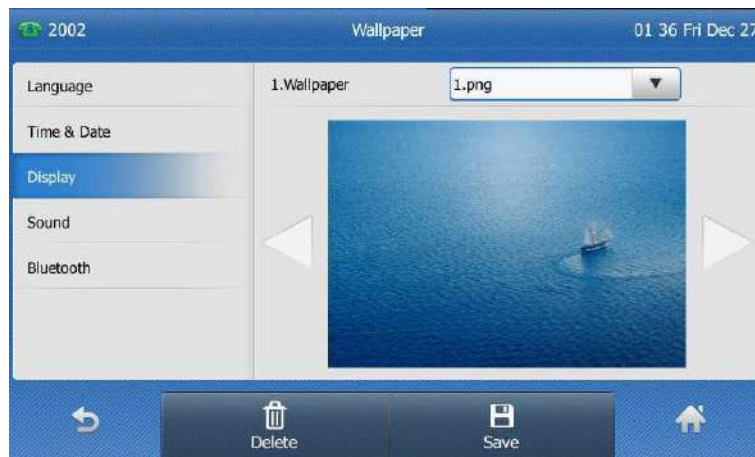 2002 Wallpaper 01 36 Fri Dec 27
Language
Time & Date
Display
Sound
Bluetooth
1.Wallpaper 1.png
Delete
Save